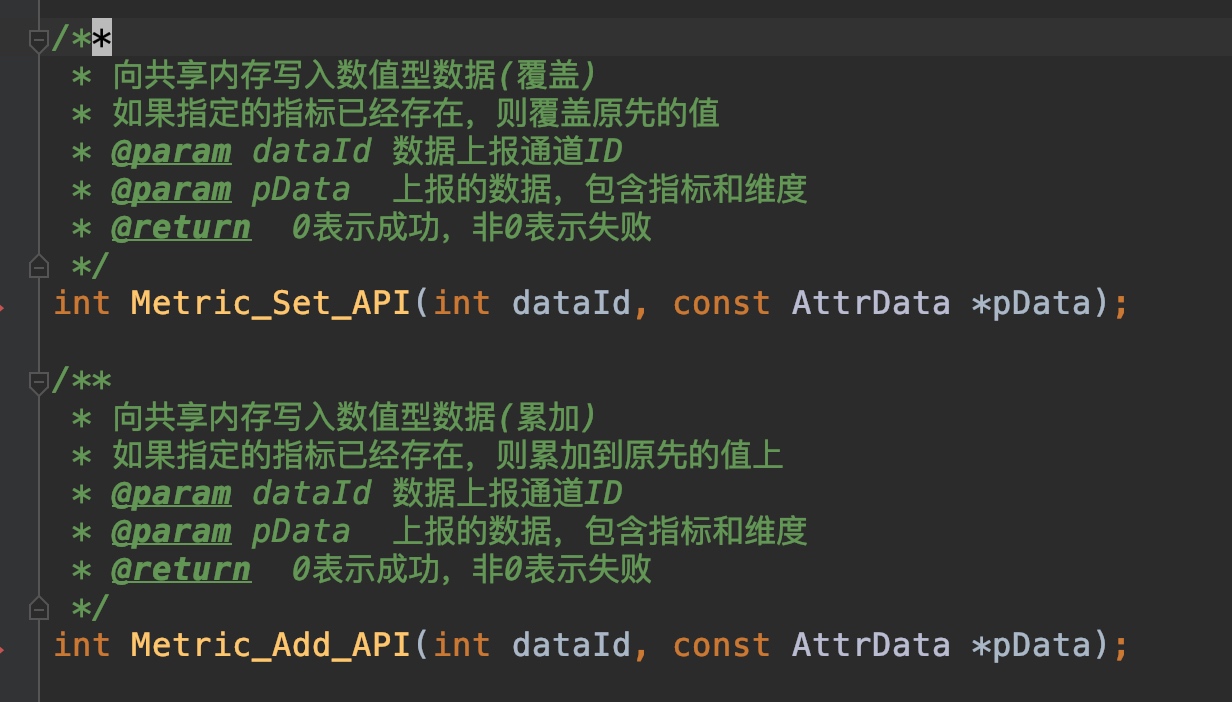 /**
* 向共享内存写入数值型数据(覆盖)
* 如果指定的指标已经存在，则覆盖原先的值
* @param dataId 数据上报通道ID
* @param pData  上报的数据，包含指标和维度
* @return  0表示成功，非0表示失败
*/
int Metric_Set_API(int dataId, const AttrData *pData);
/**
* 向共享内存写入数值型数据(累加)
* 如果指定的指标已经存在，则累加到原先的值上
* @param dataId 数据上报通道ID
* @param pData  上报的数据，包含指标和维度
* @return  0表示成功，非0表示失败
*/
int Metric_Add_API(int dataId, const AttrData *pData);